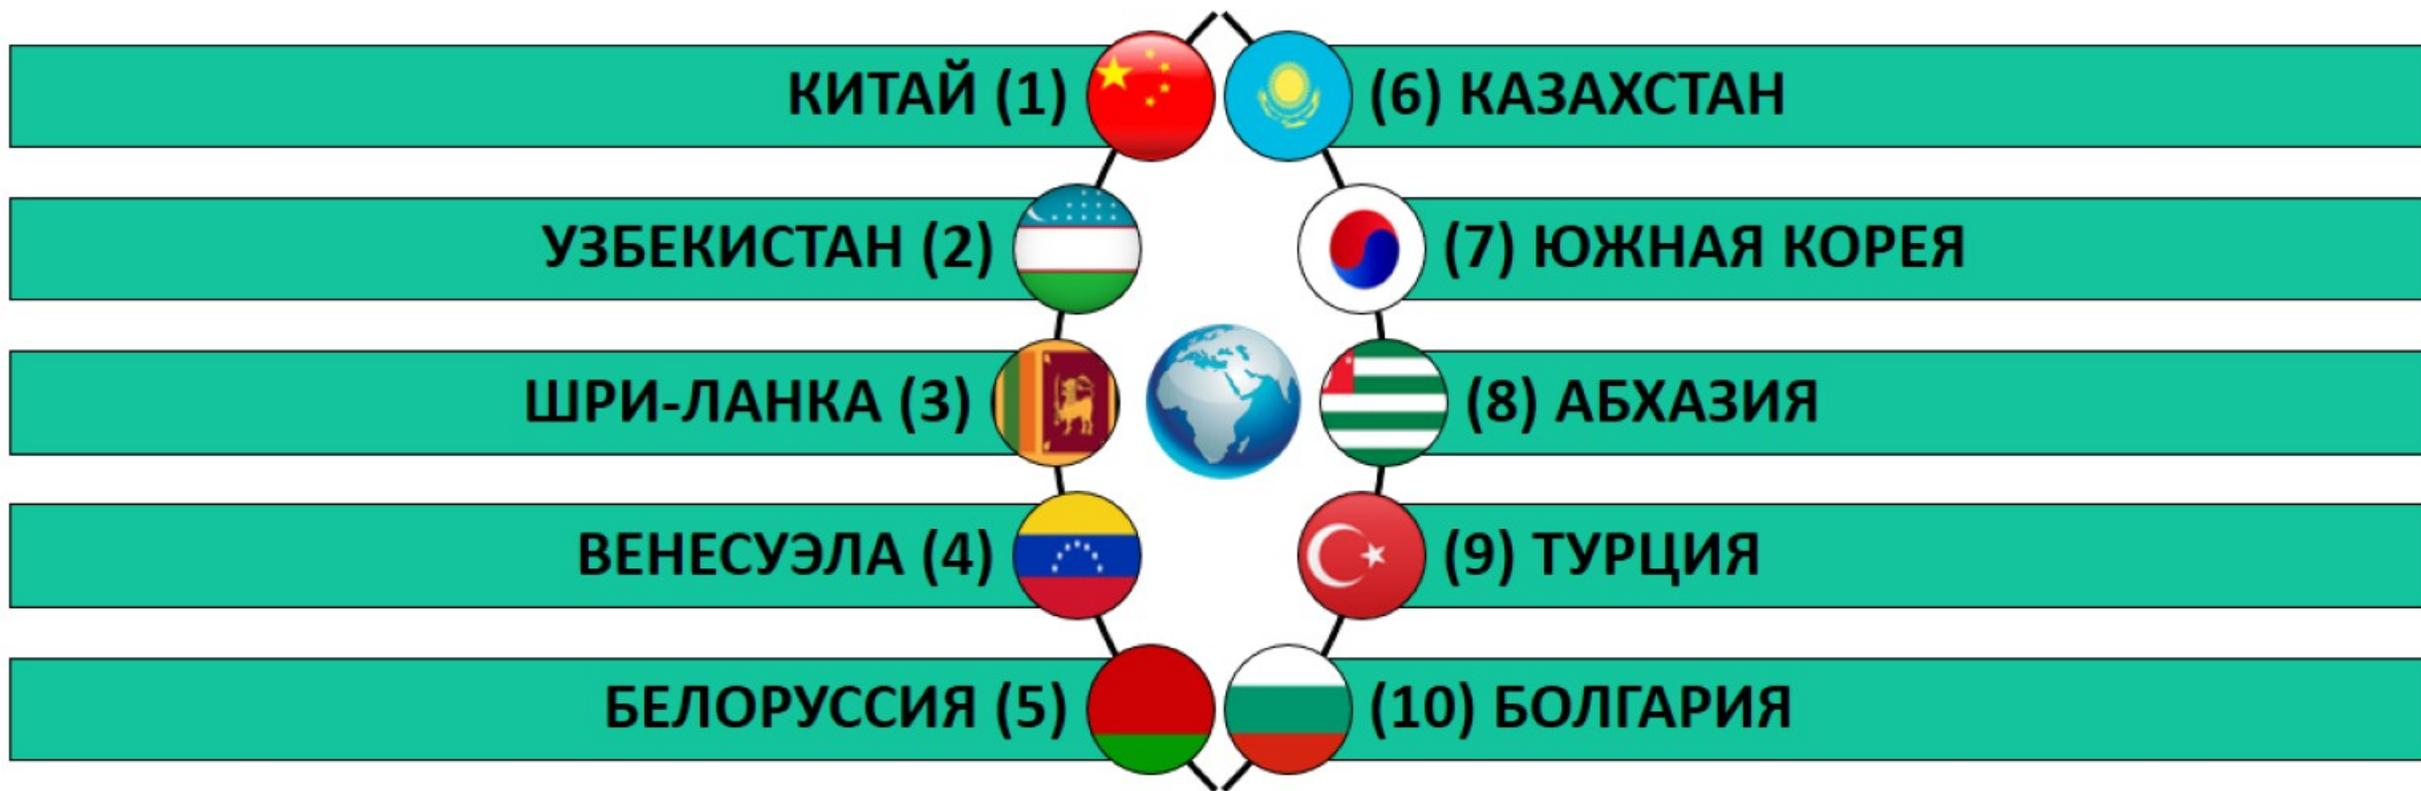 КИТАЙ (1)
УЗБЕКИСТАН (2)
ШРИ-ЛАНКА (3)
ВЕНЕСУЭЛА (4)
БЕЛОРУССИЯ (5)
(6) КАЗАХСТАН
(7) ЮЖНАЯ КОРЕЯ
(8) АБХАЗИЯ
(9) ТУРЦИЯ
(10) БОЛГАРИЯ